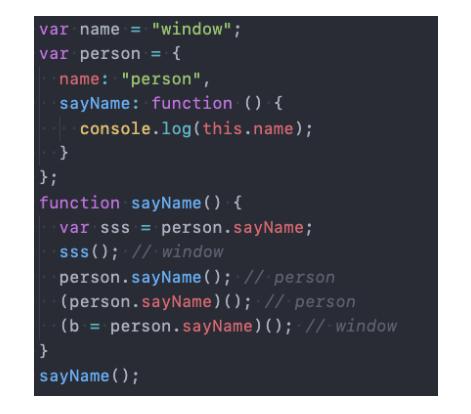 var name = "window";
var person = {
  name: "person",
  sayName: function () {
    console.log(this.name);
  }
};
function sayName() {
  var sss = person.sayName;
  sss(); // window
  person.sayName(); // person
  (person.sayName)(); // person
  (b = person.sayName)(); // window
}
sayName();